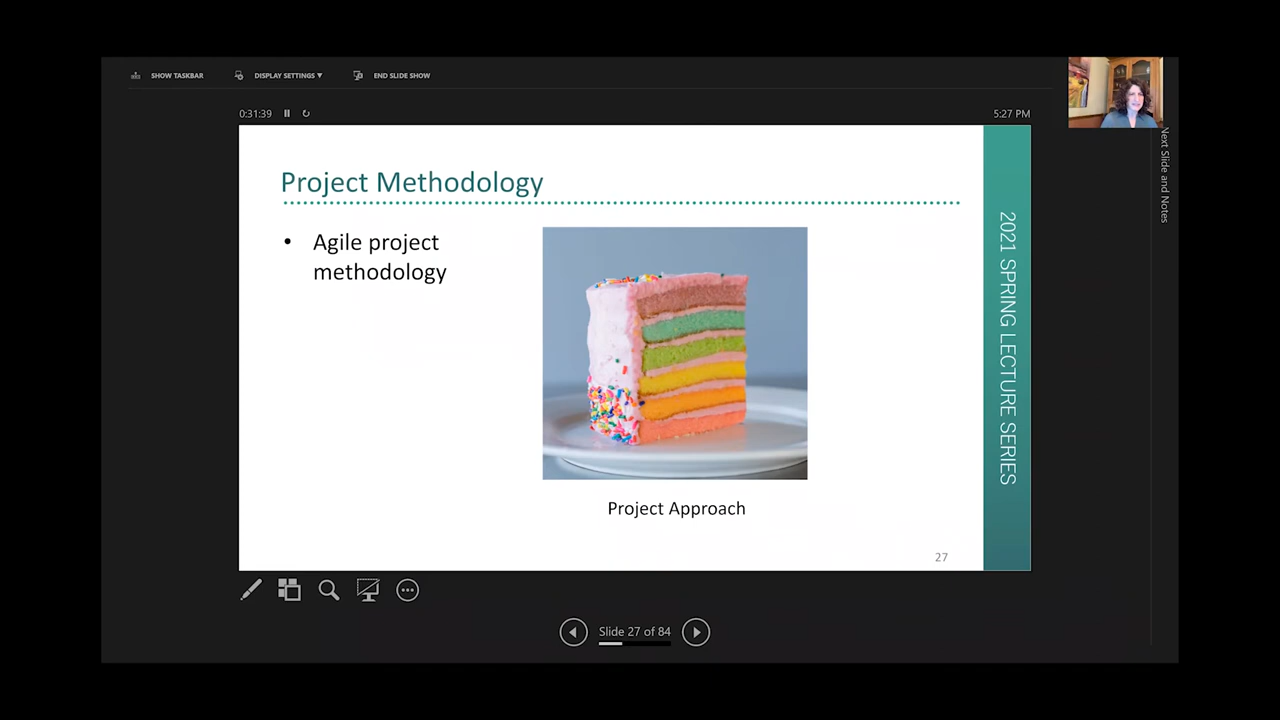 SHOW TASKBAR
DISPLAY SETTINGS ▼
END SLIDE SHOW
0:31:39
5:27 PM
Next Slide and Notes
Project Methodology
• Agile project
methodology
Project Approach
27
2021 SPRING LECTURE SERIES
Slide 27 of 84